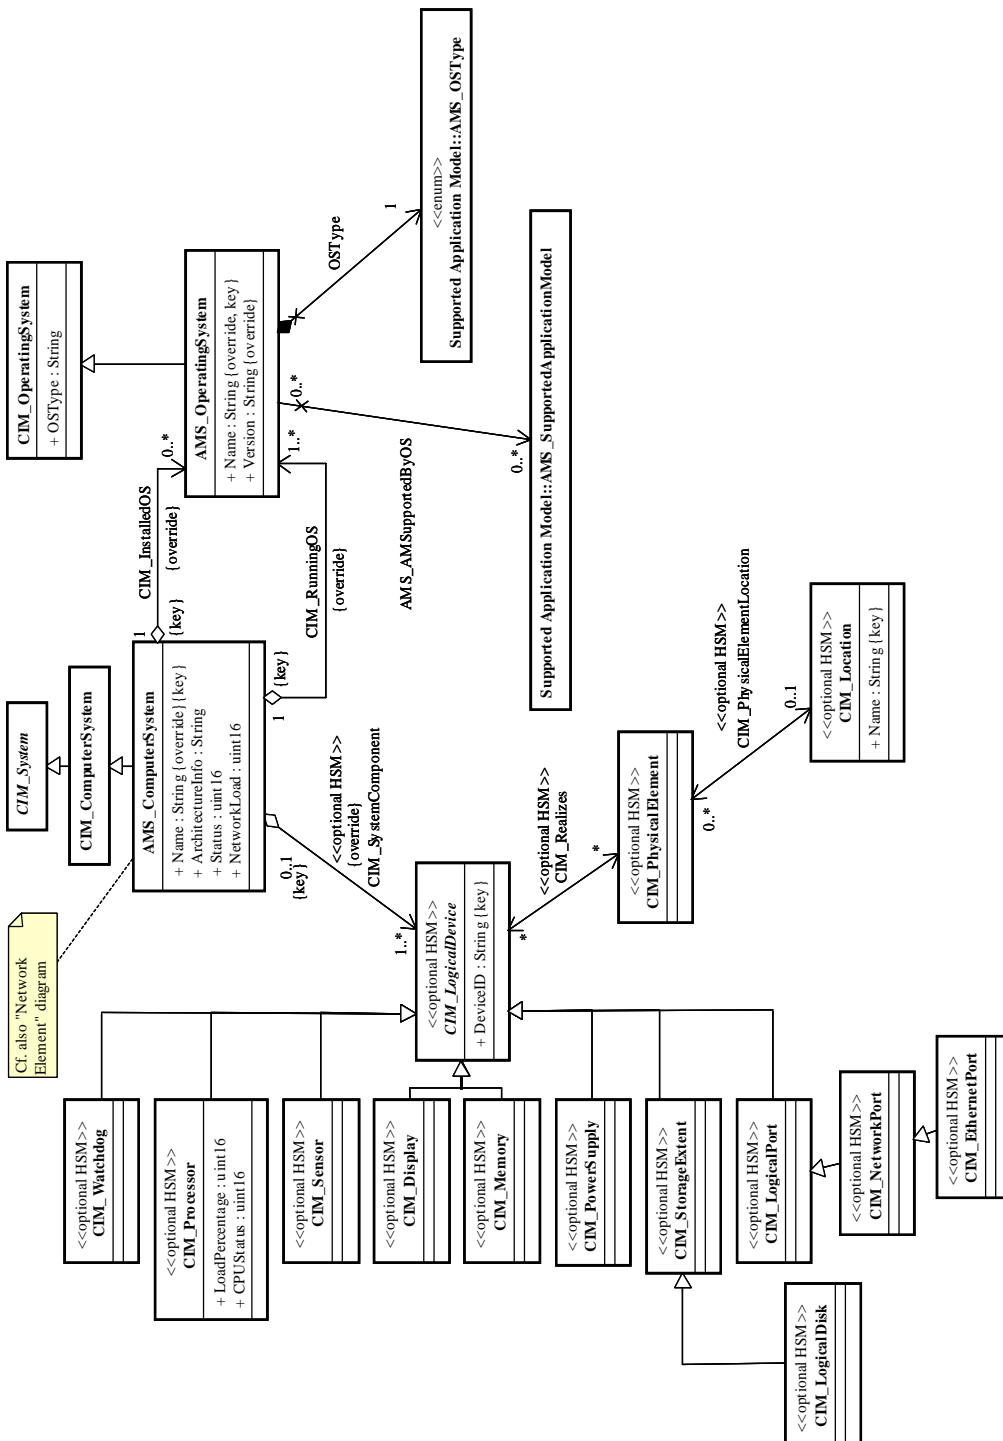 Cf. also "Network
Element" diagram
CIM_System
CIM_ComputerSystem
AMS_ComputerSystem
+ Name : String {override} {key}
+ ArchitectureInfo : String
+ Status : uint16
+ NetworkLoad : uint16
CIM_OperatingSystem
+ OSType : String
AMS_OperatingSystem
+ Name : String {override, key}
+ Version : String {override}
1
{key}
CIM_InstalledOS
{override}
0..*
1
{key}
CIM_RunningOS
{override}
1..*
OSType
1
<<enum>>
Supported Application Model::AMS_OSType
0..*
AMS_AMSupportedByOS
0..*
Supported Application Model::AMS_SupportedApplicationModel
0..1
{key}
<<optional HSM>>
{override}
CIM_SystemComponent
1..*
<<optional HSM>>
CIM_LogicalDevice
+ DeviceID : String {key}
*
<<optional HSM>>
CIM_Realizes
*
<<optional HSM>>
CIM_PhysicalElement
0..*
<<optional HSM>>
CIM_PhysicalElementLocation
0..1
<<optional HSM>>
CIM_Location
+ Name : String {key}
<<optional HSM>>
CIM_Watchdog
<<optional HSM>>
CIM_Processor
+ LoadPercentage : uint16
+ CPUStatus : uint16
<<optional HSM>>
CIM_Sensor
<<optional HSM>>
CIM_Display
<<optional HSM>>
CIM_Memory
<<optional HSM>>
CIM_PowerSupply
<<optional HSM>>
CIM_StorageExtent
<<optional HSM>>
CIM_LogicalPort
<<optional HSM>>
CIM_NetworkPort
<<optional HSM>>
CIM_EthernetPort
<<optional HSM>>
CIM_LogicalDisk